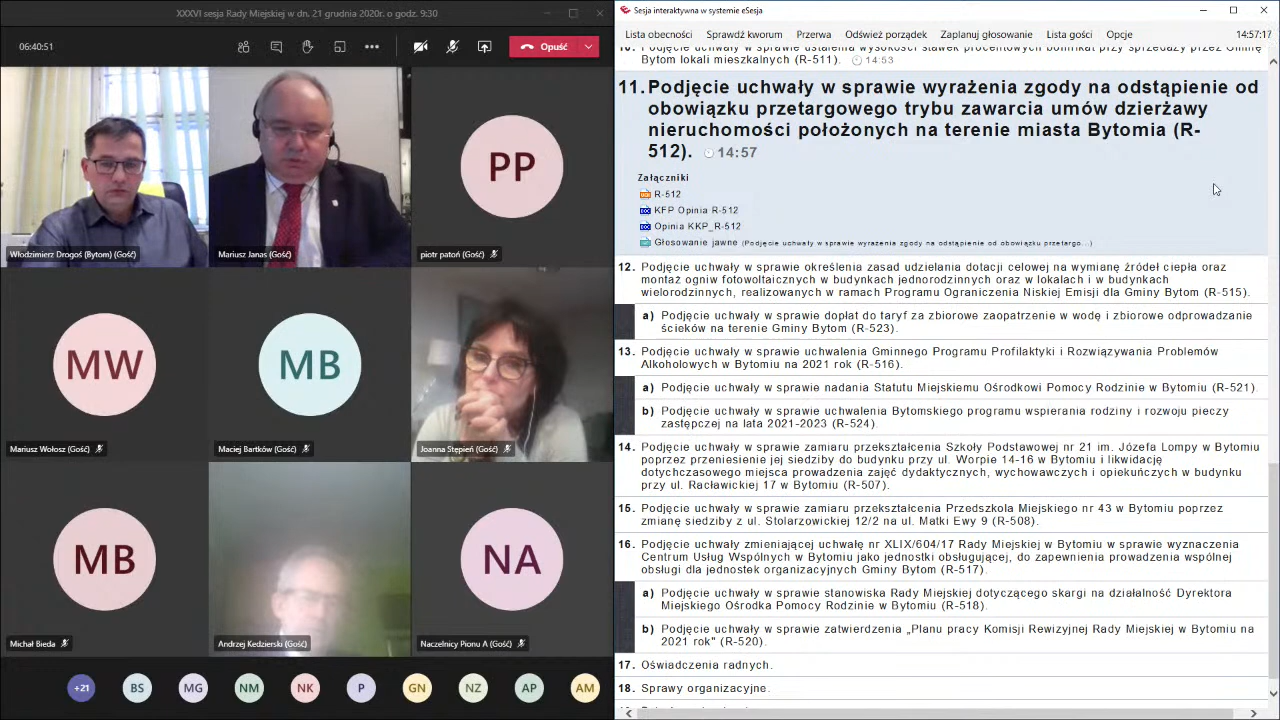 XXXVI sesja Rady Miejskiej w dn. 21 grudnia 2020r. o godz. 9:30
06:40:51
Opuść
Włodzimierz Drogoś (Bytom) (Gość)
Mariusz Janas (Gość)
PP
piotr patoń (Gość)
MW
Mariusz Wołosz (Gość)
MB
Maciej Bartków (Gość)
Joanna Stępień (Gość)
MB
Michał Bieda
Andrzej Kedzierski (Gość)
NA
Naczelnicy Pionu A (Gość)
+21 BS MG NM NK P GN NZ AP AM
Sesja interaktywna w systemie eSesja
Lista obecności Sprawdź kworum Przerwa Odśwież porządek Zaplanuj głosowanie Lista gości Opcje 14:57:17
10. Podjęcie uchwały w sprawie ustalenia wysokości stawek procentowych bonifikat przy sprzedaży przez Gminę
Bytom lokali mieszkalnych (R-511). 14:53
11. Podjęcie uchwały w sprawie wyrażenia zgody na odstąpienie od
obowiązku przetargowego trybu zawarcia umów dzierżawy
nieruchomości położonych na terenie miasta Bytomia (R-
512). 14:57
Załączniki
R-512
KFP Opinia R-512
Opinia KKP_R-512
Głosowanie jawne (Podjęcie uchwały w sprawie wyrażenia zgody na odstąpienie od obowiązku przetargo...)
12. Podjęcie uchwały w sprawie określenia zasad udzielania dotacji celowej na wymianę źródeł ciepła oraz
montaż ogniw fotowoltaicznych w budynkach jednorodzinnych oraz w lokalach i w budynkach
wielorodzinnych, realizowanych w ramach Programu Ograniczenia Niskiej Emisji dla Gminy Bytom (R-515).
a) Podjęcie uchwały w sprawie dopłat do taryf za zbiorowe zaopatrzenie w wodę i zbiorowe odprowadzanie
ścieków na terenie Gminy Bytom (R-523).
13. Podjęcie uchwały w sprawie uchwalenia Gminnego Programu Profilaktyki i Rozwiązywania Problemów
Alkoholowych w Bytomiu na 2021 rok (R-516).
a) Podjęcie uchwały w sprawie nadania Statutu Miejskiemu Ośrodkowi Pomocy Rodzinie w Bytomiu (R-521).
b) Podjęcie uchwały w sprawie uchwalenia Bytomskiego programu wspierania rodziny i rozwoju pieczy
zastępczej na lata 2021-2023 (R-524).
14. Podjęcie uchwały w sprawie zamiaru przekształcenia Szkoły Podstawowej nr 21 im. Józefa Lompy w Bytomiu
poprzez przeniesienie jej siedziby do budynku przy ul. Worpie 14-16 w Bytomiu i likwidację
dotychczasowego miejsca prowadzenia zajęć dydaktycznych, wychowawczych i opiekuńczych w budynku
przy ul. Racławickiej 17 w Bytomiu (R-507).
15. Podjęcie uchwały w sprawie zamiaru przekształcenia Przedszkola Miejskiego nr 43 w Bytomiu poprzez
zmianę siedziby z ul. Stolarzowickiej 12/2 na ul. Matki Ewy 9 (R-508).
16. Podjęcie uchwały zmieniającej uchwałę nr XLIX/604/17 Rady Miejskiej w Bytomiu w sprawie wyznaczenia
Centrum Usług Wspólnych w Bytomiu jako jednostki obsługującej, do zapewnienia prowadzenia wspólnej
obsługi dla jednostek organizacyjnych Gminy Bytom (R-517).
a) Podjęcie uchwały w sprawie stanowiska Rady Miejskiej dotyczącego skargi na działalność Dyrektora
Miejskiego Ośrodka Pomocy Rodzinie w Bytomiu (R-518).
b) Podjęcie uchwały w sprawie zatwierdzenia „Planu pracy Komisji Rewizyjnej Rady Miejskiej w Bytomiu na
2021 rok" (R-520).
17. Oświadczenia radnych.
18. Sprawy organizacyjne.